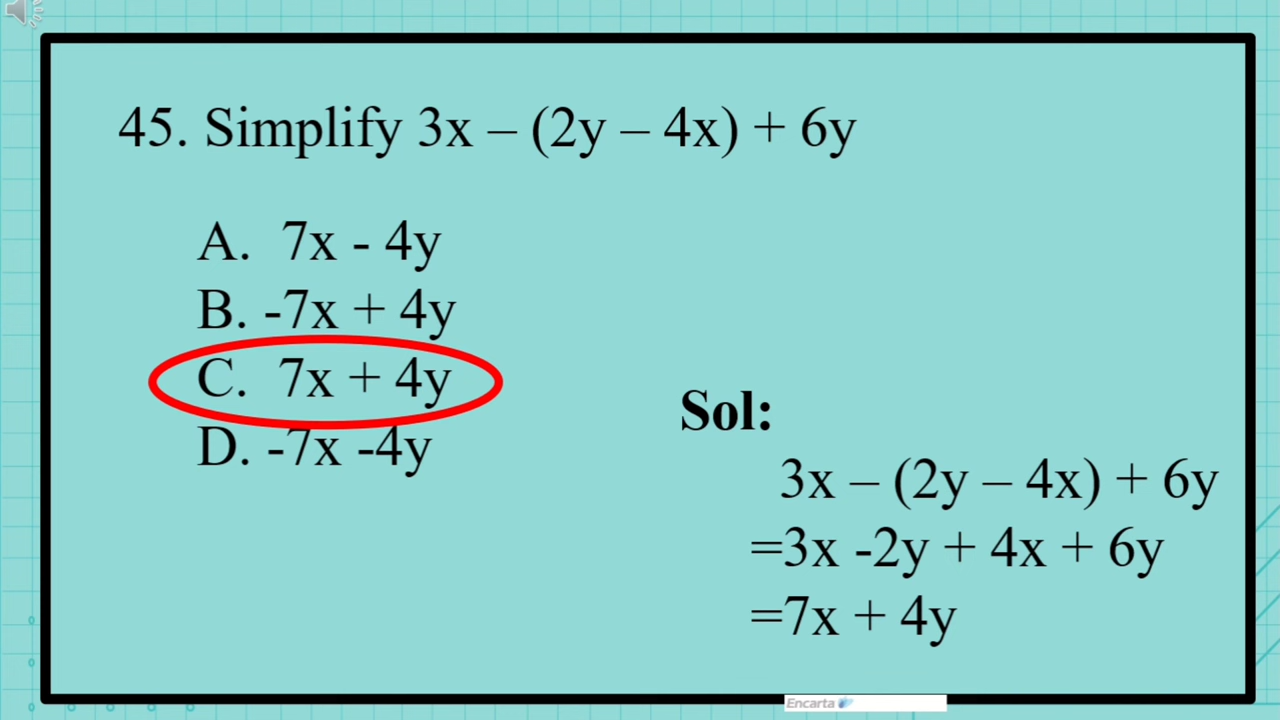 45. Simplify 3x – (2y – 4x) + 6y
A. 7x - 4y
B. -7x + 4y
C. 7x + 4y
D. -7x -4y
Sol:
3x – (2y – 4x) + 6y
=3x -2y + 4x + 6y
=7x + 4y
Encarta